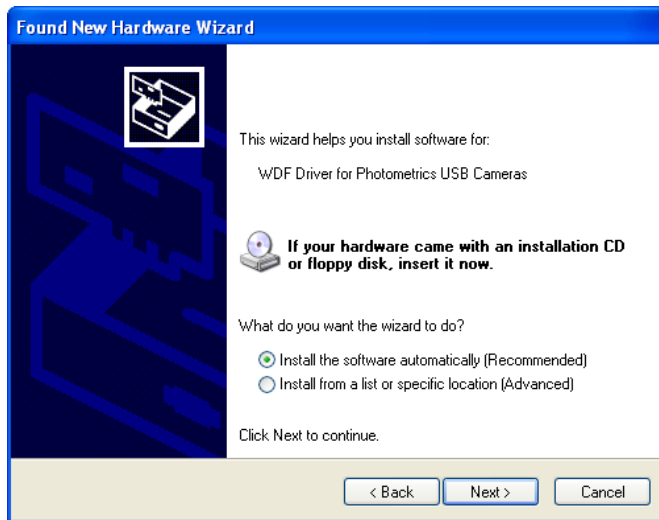 Found New Hardware Wizard
This wizard helps you install software for:
WDF Driver for Photometrics USB Cameras
If your hardware came with an installation CD
or floppy disk, insert it now.
What do you want the wizard to do?
Install the software automatically (Recommended)
Install from a list or specific location (Advanced)
Click Next to continue.
< Back Next > Cancel